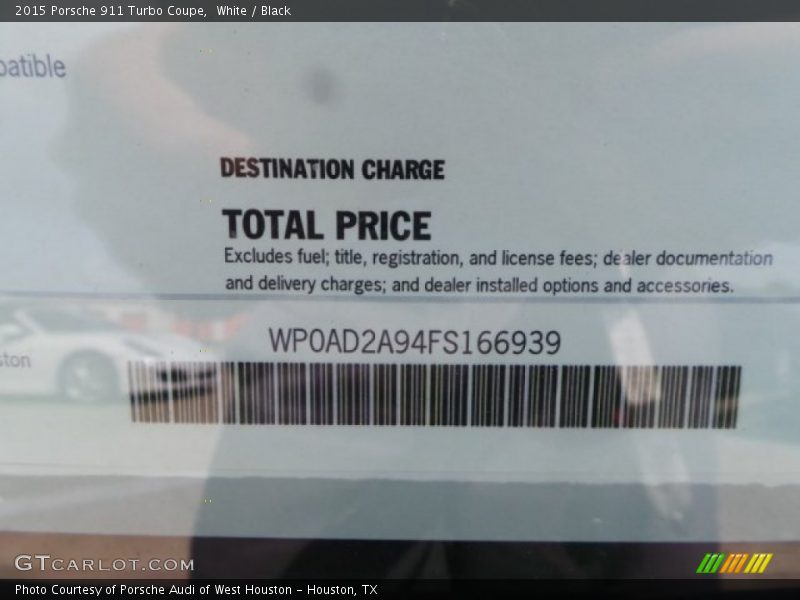 2015 Porsche 911 Turbo Coupe,  White / Black
patible
DESTINATION CHARGE
TOTAL PRICE
Excludes fuel; title, registration, and license fees; dealer documentation
and delivery charges; and dealer installed options and accessories.
WP0AD2A94FS166939
ston
GTCARLOT.COM
Photo Courtesy of Porsche Audi of West Houston – Houston, TX